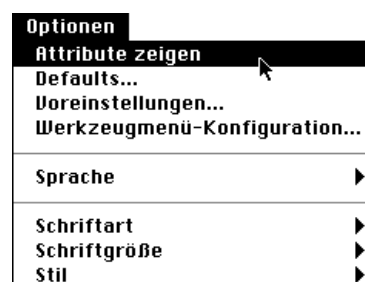 Optionen
Attribute zeigen
Defaults...
Voreinstellungen...
Werkzeugmenü-Konfiguration...
Sprache
Schriftart
Schriftgröße
Stil